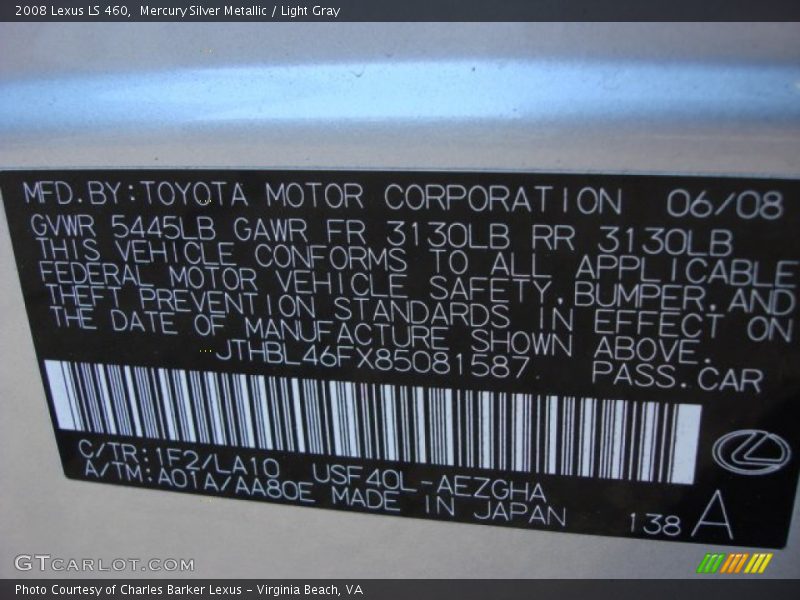 2008 Lexus LS 460, Mercury Silver Metallic / Light Gray
MFD.BY:TOYOTA MOTOR CORPORATION 06/08
GVWR 5445LB GAWR FR 3130LB RR 3130LB
THIS VEHICLE CONFORMS TO ALL APPLICABLE
FEDERAL MOTOR VEHICLE SAFETY,BUMPER,AND
THEFT PREVENTION STANDARDS IN EFFECT ON
THE DATE OF MANUFACTURE SHOWN ABOVE.
JTHBL46FX85081587 PASS.CAR
C/TR:1F2/LA10 USF40L-AEZGHA
A/TM:A01A/AA80E MADE IN JAPAN
138 A
GTCARLOT.COM
Photo Courtesy of Charles Barker Lexus - Virginia Beach, VA